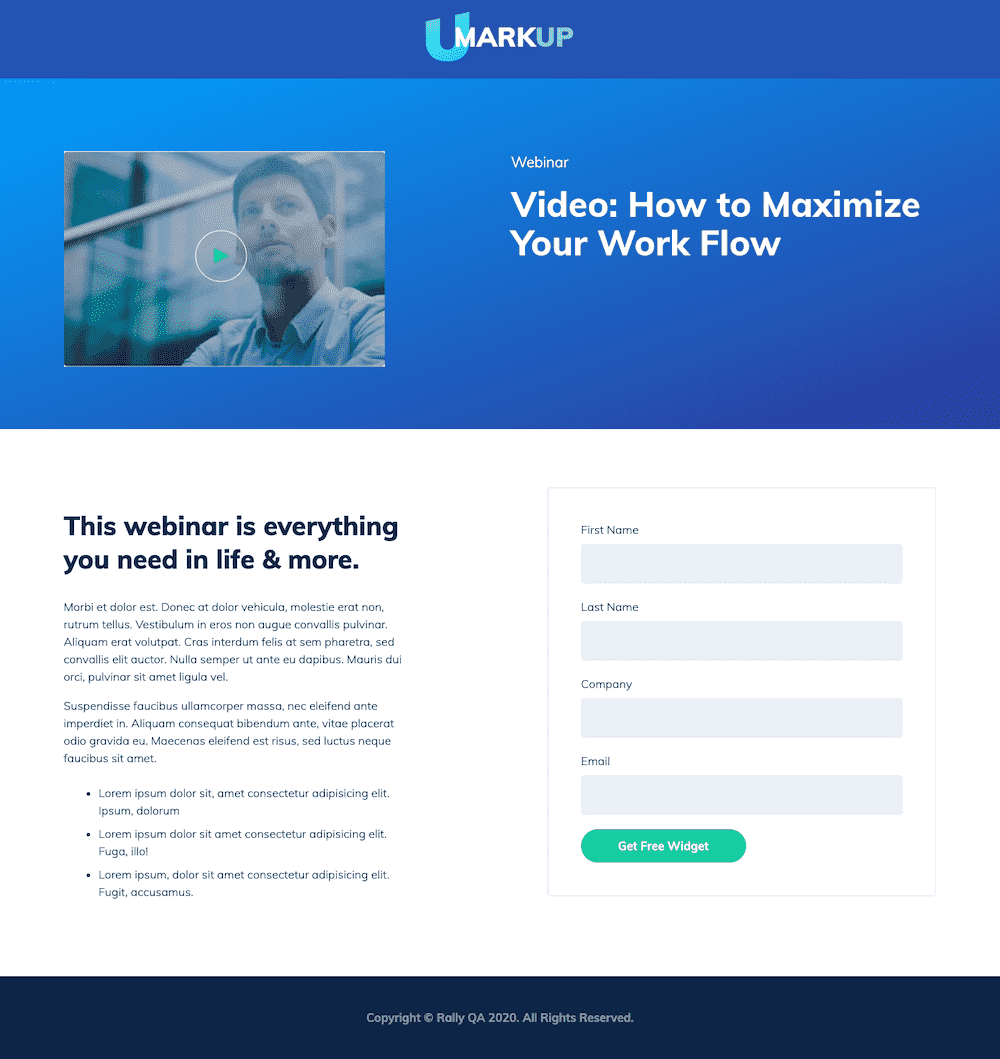 UMARKUP
Webinar
Video: How to Maximize
Your Work Flow
This webinar is everything
you need in life & more.
Morbi et dolor est. Donec at dolor vehicula, molestie erat non,
rutrum tellus. Vestibulum in eros non augue convallis pulvinar.
Aliquam erat volutpat. Cras interdum felis at sem pharetra, sed
convallis elit auctor. Nulla semper ut ante eu dapibus. Mauris dui
orci, pulvinar sit amet ligula vel.
Suspendisse faucibus ullamcorper massa, nec eleifend ante
imperdiet in. Aliquam consequat bibendum ante, vitae placerat
odio gravida eu. Maecenas eleifend est risus, sed luctus neque
faucibus sit amet.
• Lorem ipsum dolor sit, amet consectetur adipisicing elit.
Ipsum, dolorum
• Lorem ipsum dolor sit amet consectetur adipisicing elit.
Fuga, illo!
• Lorem ipsum, dolor sit amet consectetur adipisicing elit.
Fugit, accusamus.
First Name
Last Name
Company
Email
Get Free Widget
Copyright © Rally QA 2020. All Rights Reserved.